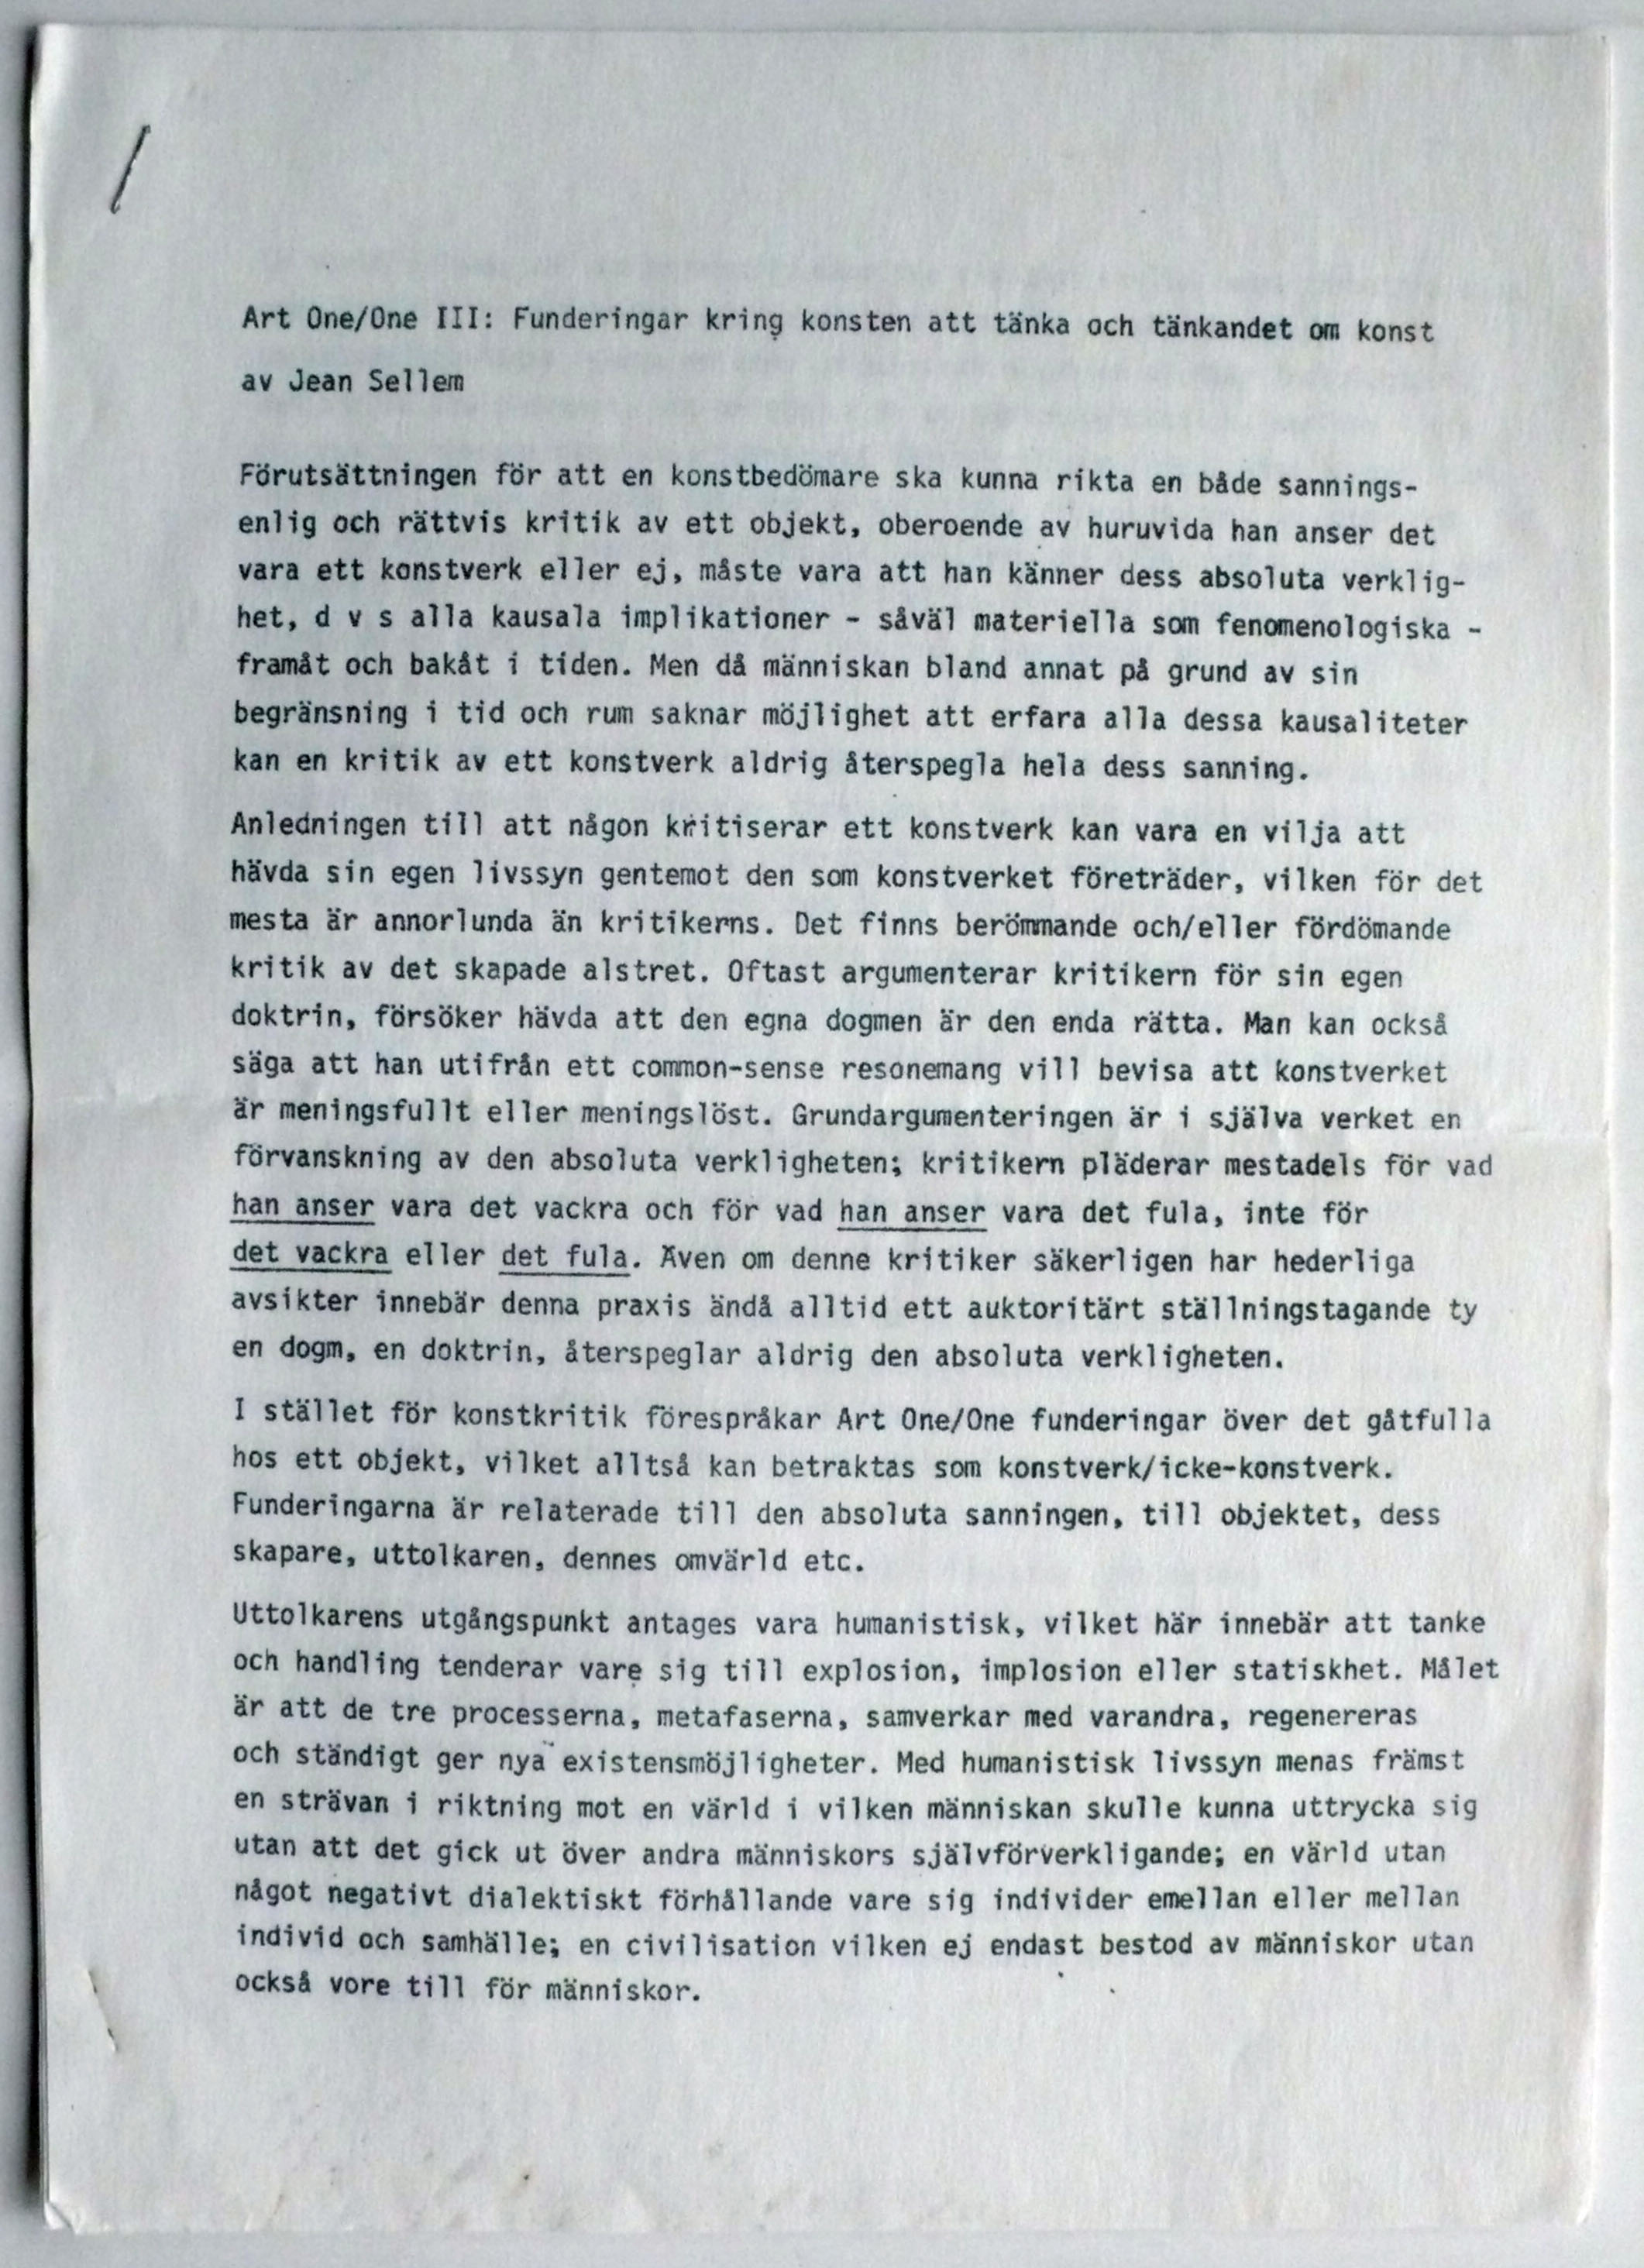 Art One/One III: Funderingar kring konsten att tänka och tänkandet om konst
av Jean Sellem
Förutsättningen för att en konstbedömare ska kunna rikta en både sannings-
enlig och rättvis kritik av ett objekt, oberoende av huruvida han anser det
vara ett konstverk eller ej, måste vara att han känner dess absoluta verklig-
het, d v s alla kausala implikationer - såväl materiella som fenomenologiska -
framåt och bakåt i tiden. Men då människan bland annat på grund av sin
begränsning i tid och rum saknar möjlighet att erfara alla dessa kausaliteter
kan en kritik av ett konstverk aldrig återspegla hela dess sanning.
Anledningen till att någon kritiserar ett konstverk kan vara en vilja att
hävda sin egen livssyn gentemot den som konstverket företräder, vilken för det
mesta är annorlunda än kritikerns. Det finns berömmande och/eller fördömande
kritik av det skapade alstret. Oftast argumenterar kritikern för sin egen
doktrin, försöker hävda att den egna dogmen är den enda rätta. Man kan också
säga att han utifrån ett common-sense resonemang vill bevisa att konstverket
är meningsfullt eller meningslöst. Grundargumenteringen är i själva verket en
förvanskning av den absoluta verkligheten; kritikern pläderar mestadels för vad
han anser vara det vackra och för vad han anser vara det fula, inte för
det vackra eller det fula. Även om denne kritiker säkerligen har hederliga
avsikter innebär denna praxis ändå alltid ett auktoritärt ställningstagande ty
en dogm, en doktrin, återspeglar aldrig den absoluta verkligheten.
I stället för konstkritik förespråkar Art One/One funderingar över det gåtfulla
hos ett objekt, vilket alltså kan betraktas som konstverk/icke-konstverk.
Funderingarna är relaterade till den absoluta sanningen, till objektet, dess
skapare, uttolkaren, dennes omvärld etc.
Uttolkarens utgångspunkt antages vara humanistisk, vilket här innebär att tanke
och handling tenderar vare sig till explosion, implosion eller statiskhet. Målet
är att de tre processerna, metafaserna, samverkar med varandra, regenereras
och ständigt ger nya existensmöjligheter. Med humanistisk livssyn menas främst
en strävan i riktning mot en värld i vilken människan skulle kunna uttrycka sig
utan att det gick ut över andra människors självförverkligande; en värld utan
något negativt dialektiskt förhållande vare sig individer emellan eller mellan
individ och samhälle; en civilisation vilken ej endast bestod av människor utan
också vore till för människor.